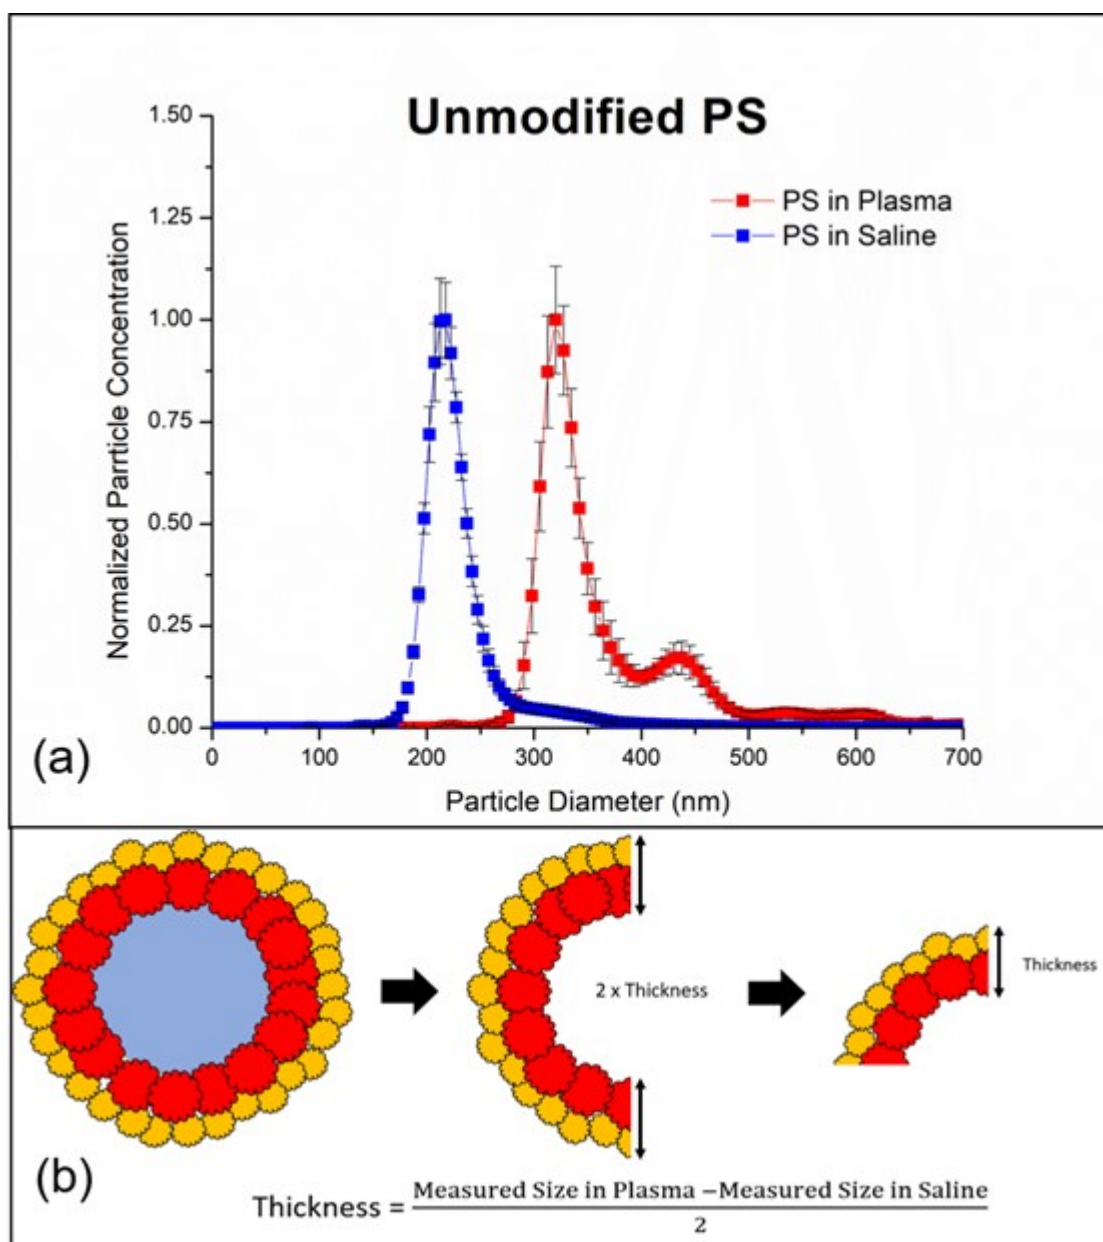 Unmodified PS
PS in Plasma
PS in Saline
Normalized Parrticle Concentration
1.50
1.25
1.00
0.75
0.50
0.25
0.00
0 100 200 300 400 500 600 700
Particle Diameter (nm)
(a)
2 x Thickness
Thickness
(b)
Thickness = Measured Size in Plasma –Measured Size in Saline
2